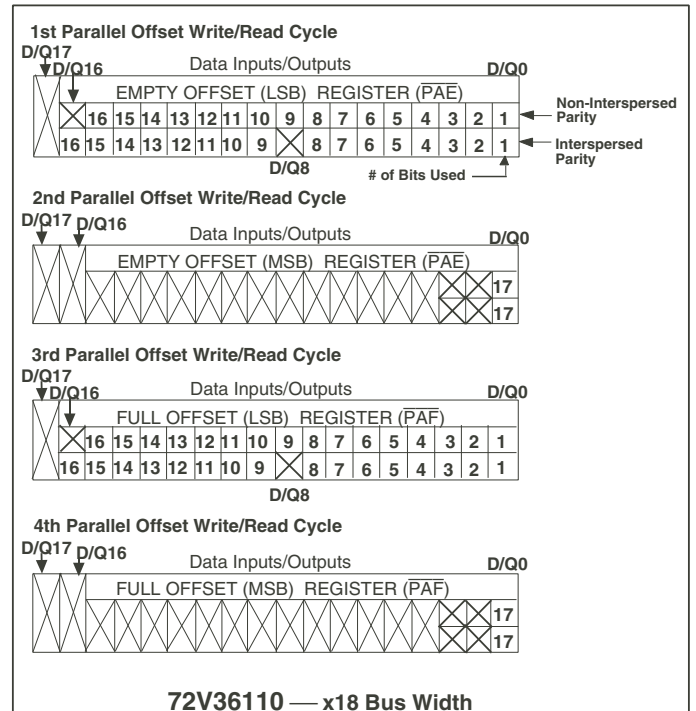 1st Parallel Offset Write/Read Cycle
D/Q17
D/Q16
Data Inputs/Outputs
D/Q0
EMPTY OFFSET (LSB) REGISTER (PAE)
16 15 14 13 12 11 10 9 8 7 6 5 4 3 2 1
Non-Interspersed Parity
16 15 14 13 12 11 10 9 8 7 6 5 4 3 2 1
Interspersed Parity
D/Q8
# of Bits Used
2nd Parallel Offset Write/Read Cycle
D/Q17
D/Q16
Data Inputs/Outputs
D/Q0
EMPTY OFFSET (MSB) REGISTER (PAE)
17
17
3rd Parallel Offset Write/Read Cycle
D/Q17
D/Q16
Data Inputs/Outputs
D/Q0
FULL OFFSET (LSB) REGISTER (PAF)
16 15 14 13 12 11 10 9 8 7 6 5 4 3 2 1
16 15 14 13 12 11 10 9 8 7 6 5 4 3 2 1
D/Q8
4th Parallel Offset Write/Read Cycle
D/Q17
D/Q16
Data Inputs/Outputs
D/Q0
FULL OFFSET (MSB) REGISTER (PAF)
17
17
72V36110 — x18 Bus Width